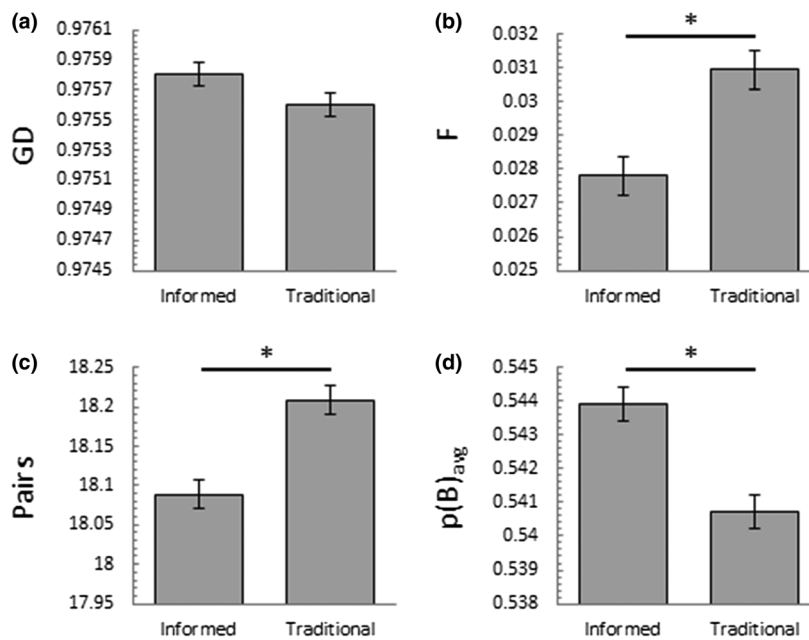 (a)
GD
0.9761
0.9759
0.9757
0.9755
0.9753
0.9751
0.9749
0.9747
0.9745
Informed
Traditional
(b)
F
0.032
0.031
0.03
0.029
0.028
0.027
0.026
0.025
*
Informed
Traditional
(c)
Pairs
18.25
18.2
18.15
18.1
18.05
18
17.95
*
Informed
Traditional
(d)
p(B)avg
0.545
0.544
0.543
0.542
0.541
0.54
0.539
0.538
*
Informed
Traditional